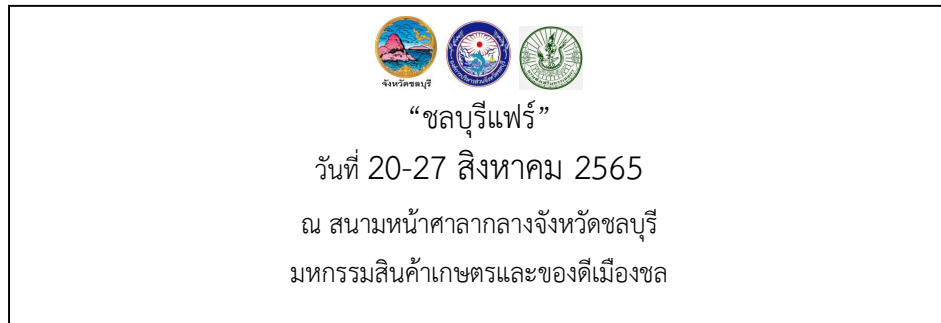 จังหวัดชลบุรี
“ชลบุรีแฟร์”
วันที่ 20-27 สิงหาคม 2565
ณ สนามหน้าศาลากลางจังหวัดชลบุรี
มหกรรมสินค้าเกษตรและของดีเมืองชล